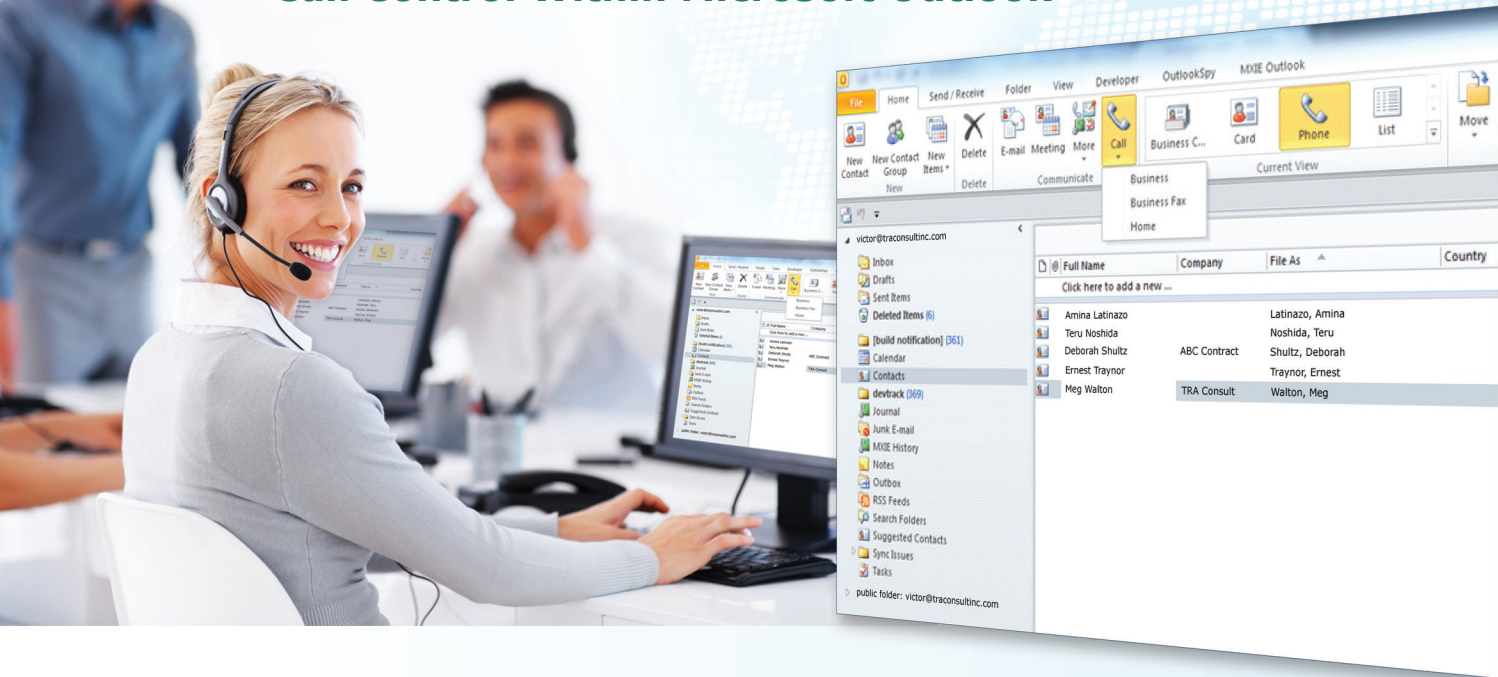 Call Control Within Microsoft Outlook
File Home Send / Receive Folder View Developer OutlookSpy MXIE Outlook
New Contact
New Contact Group
New Items
Delete
E-mail
Meeting
More
Call
Business C...
Card
Phone
List
Move
New
Delete
Communicate
Current View
Business
Business Fax
Home
victor@traconsultinc.com
Inbox
Drafts
Sent Items
Deleted Items (6)
[build notification] (361)
Calendar
Contacts
devtrack (369)
Journal
Junk E-mail
MXIE History
Notes
Outbox
RSS Feeds
Search Folders
Suggested Contacts
Sync Issues
Tasks
public folder: victor@traconsultinc.com
Full Name Company File As Country
Click here to add a new ...
Amina Latinazo Latinazo, Amina
Teru Noshida Noshida, Teru
Deborah Shultz ABC Contract Shultz, Deborah
Ernest Traynor Traynor, Ernest
Meg Walton TRA Consult Walton, Meg